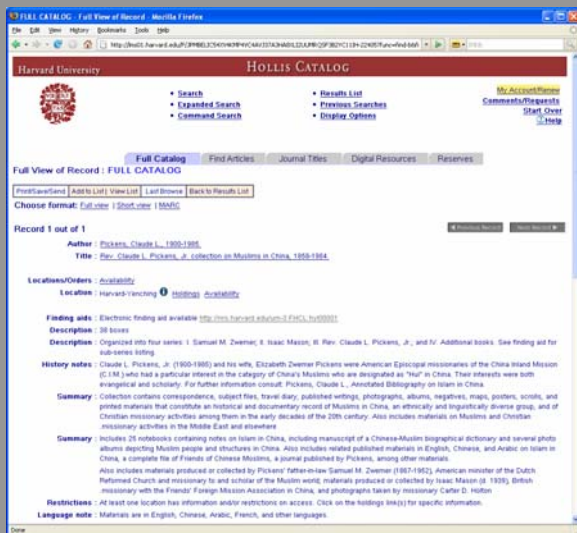 FULL CATALOG - Full View of Record - Mozilla Firefox
File Edit View History Bookmarks Tools Help
Harvard University
HOLLIS CATALOG
• Search
• Expanded Search
• Command Search
• Results List
• Previous Searches
• Display Options
My Account/Renew
Comments/Requests
Start Over
Help
Full Catalog Find Articles Journal Titles Digital Resources Reserves
Full View of Record : FULL CATALOG
Print/Save/Send Add to List | View List Last Browse Back to Results List
Choose format: Full view | Short view | MARC
Record 1 out of 1
Previous Record Next Record
Author : Pickens, Claude L., 1900-1985.
Title : Rev. Claude L. Pickens, Jr. collection on Muslims in China, 1858-1984.
Locations/Orders : Availability
Location : Harvard-Yenching Holdings Availability
Finding aids : Electronic finding aid available
Description : 38 boxes
Description : Organized into four series: I. Samuel M. Zwemer, II. Isaac Mason, III. Rev. Claude L. Pickens, Jr., and IV. Additional books. See finding aid for
sub-series listing.
History notes : Claude L. Pickens, Jr. (1900-1985) and his wife, Elizabeth Zwemer Pickens were American Episcopal missionaries of the China Inland Mission
(C.I.M.) who had a particular interest in the category of China's Muslims who are designated as "Hui" in China. Their interests were both
evangelical and scholarly. For further information consult: Pickens, Claude L., Annotated Bibliography on Islam in China.
Summary : Collection contains correspondence, subject files, travel diary, published writings, photographs, albums, negatives, maps, posters, scrolls, and
printed materials that constitute an historical and documentary record of Muslims in China, an ethnically and linguistically diverse group, and of
Christian missionary activities among them in the early decades of the 20th century. Also includes materials on Muslims and Christian
missionary activities in the Middle East and elsewhere
Summary : Includes 26 notebooks containing notes on Islam in China, including manuscript of a Chinese-Muslim biographical dictionary and several photo
albums depicting Muslim people and structures in China. Also includes related published materials in English, Chinese, and Arabic on Islam in
China, a complete file of Friends of Chinese Moslems, a journal published by Pickens, among other materials.
Also includes materials produced or collected by Pickens' father-in-law Samuel M. Zwemer (1867-1952), American minister of the Dutch
Reformed Church and missionary to and scholar of the Muslim world, materials produced or collected by Isaac Mason (d. 1939), British
missionary with the Friends' Foreign Mission Association in China, and photographs taken by missionary Carter D. Holton
Restrictions : At least one location has information and/or restrictions on access. Click on the holdings link(s) for specific information.
Language note : Materials are in English, Chinese, Arabic, French, and other languages.
Done